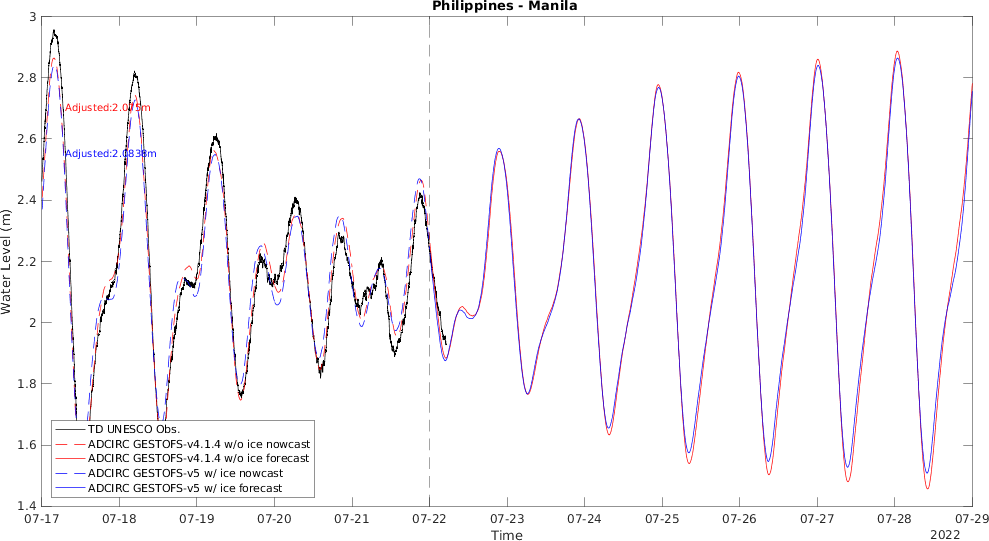 Philippines - Manila
3
2.8
2.6
2.4
2.2
2
1.8
1.6
1.4
Water Level (m)
Adjusted:2.075m
Adjusted:2.0838m
TD UNESCO Obs.
ADCIRC GESTOFS-v4.1.4 w/o ice nowcast
ADCIRC GESTOFS-v4.1.4 w/o ice forecast
ADCIRC GESTOFS-v5 w/ ice nowcast
ADCIRC GESTOFS-v5 w/ ice forecast
07-17 07-18 07-19 07-20 07-21 07-22 07-23 07-24 07-25 07-26 07-27 07-28 07-29
Time
2022